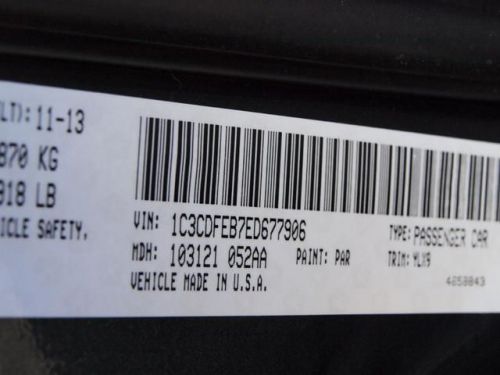 LT): 11-13
870 KG
918 LB
ICLE SAFETY.
VIN: 1C3CDFEB7ED677906
TYPE: PASSENGER CAR
MDH: 103121 052AA
PAINT: PAR
TRIM: MLX9
VEHICLE MADE IN U.S.A.
4659843